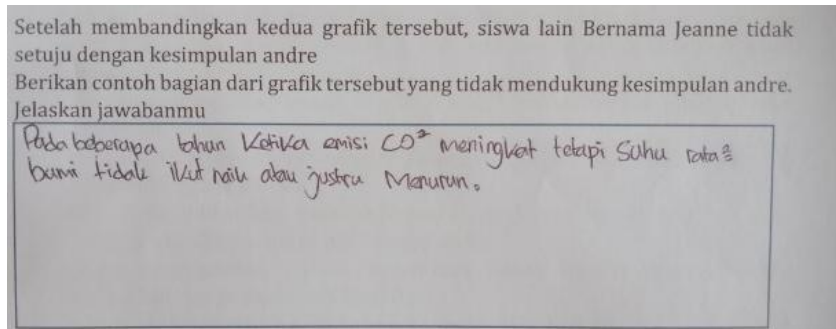 Setelah membandingkan kedua grafik tersebut, siswa lain Bernama Jeanne tidak
setuju dengan kesimpulan andre
Berikan contoh bagian dari grafik tersebut yang tidak mendukung kesimpulan andre.
Jelaskan jawabanmu
Pada beberapa tahun Ketika emisi CO² meningkat tetapi Suhu rata²
bumi tidak ikut naik atau justru Menurun.